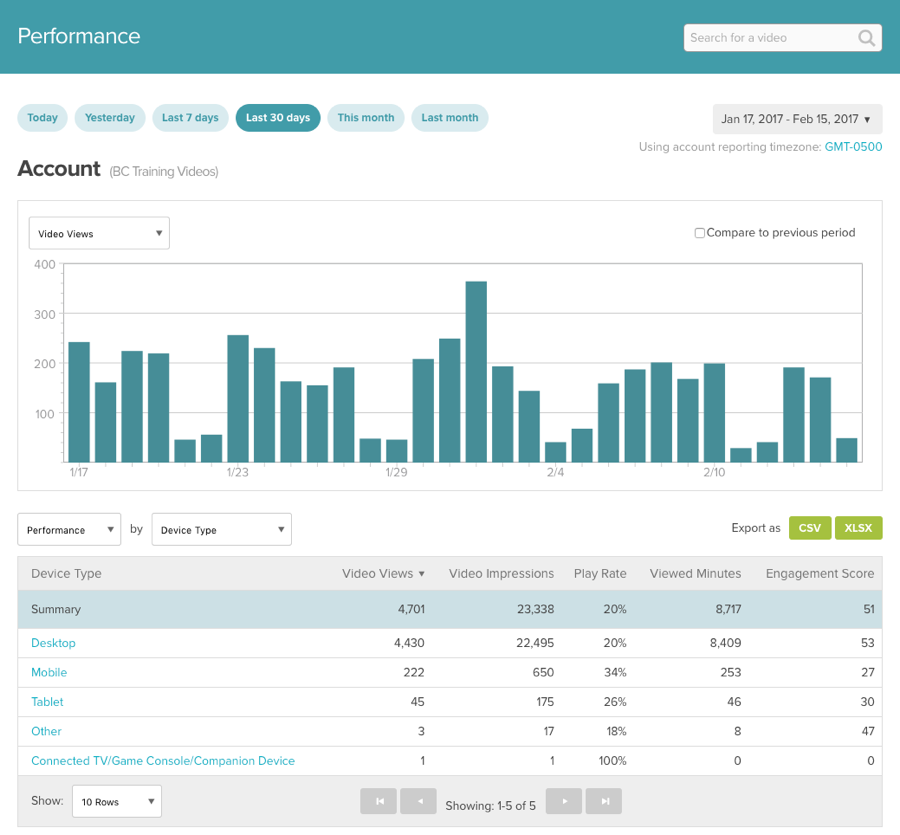 Performance
Search for a video
Today Yesterday Last 7 days Last 30 days This month Last month
Jan 17, 2017 - Feb 15, 2017 ▼
Using account reporting timezone: GMT-0500
Account (BC Training Videos)
Video Views ▼
Compare to previous period
400
300
200
100
1/17 1/23 1/29 2/4 2/10
Performance ▼ by Device Type ▼ Export as CSV XLSX
Device Type Video Views ▼ Video Impressions Play Rate Viewed Minutes Engagement Score
Summary 4,701 23,338 20% 8,717 51
Desktop 4,430 22,495 20% 8,409 53
Mobile 222 650 34% 253 27
Tablet 45 175 26% 46 30
Other 3 17 18% 8 47
Connected TV/Game Console/Companion Device 1 1 100% 0 0
Show: 10 Rows ▼ Showing: 1-5 of 5